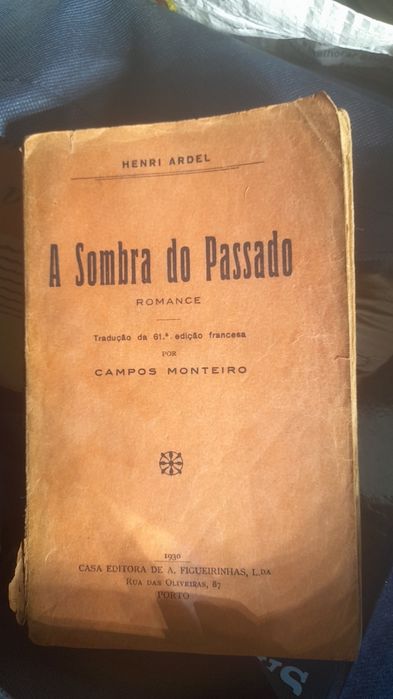 HENRI ARDEL
A Sombra do Passado
ROMANCE
Tradução da 61.ª edição francesa
POR
CAMPOS MONTEIRO
1930
CASA EDITORA DE A. FIGUEIRINHAS, L.DA
RUA DAS OLIVEIRAS, 87
PORTO